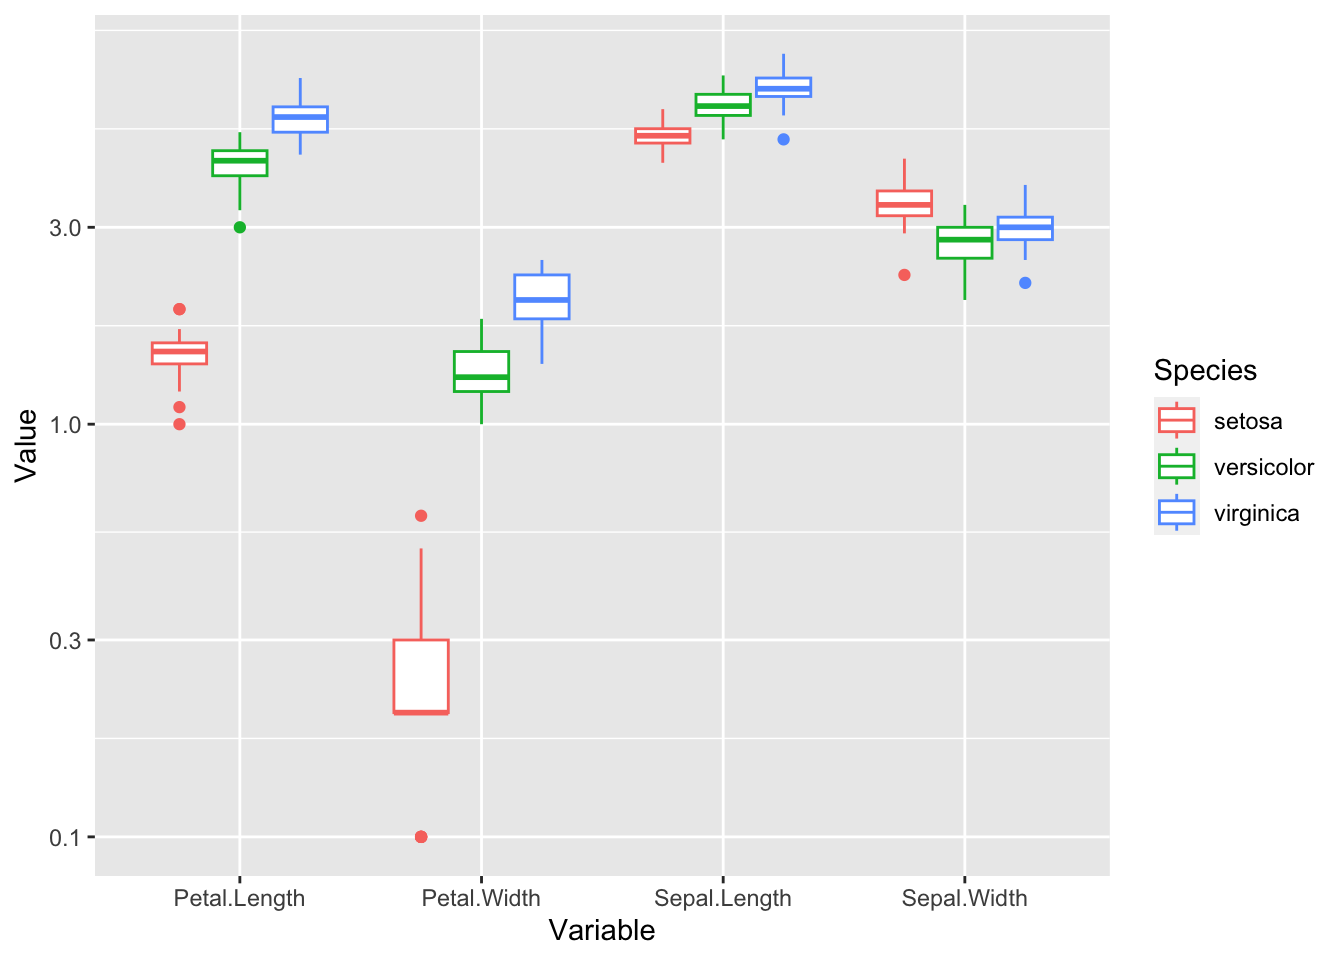 Value
3.0
1.0
0.3
0.1
Petal.Length
Petal.Width
Sepal.Length
Sepal.Width
Variable
Species
setosa
versicolor
virginica